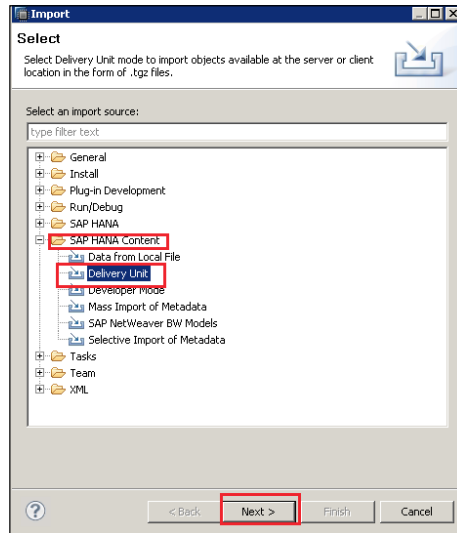 Import
Select
Select Delivery Unit mode to import objects available at the server or client
location in the form of .tgz files.
Select an import source:
type filter text
General
Install
Plug-in Development
Run/Debug
SAP HANA
SAP HANA Content
Data from Local File
Delivery Unit
Developer Mode
Mass Import of Metadata
SAP NetWeaver BW Models
Selective Import of Metadata
Tasks
Team
XML
? < Back Next > Finish Cancel